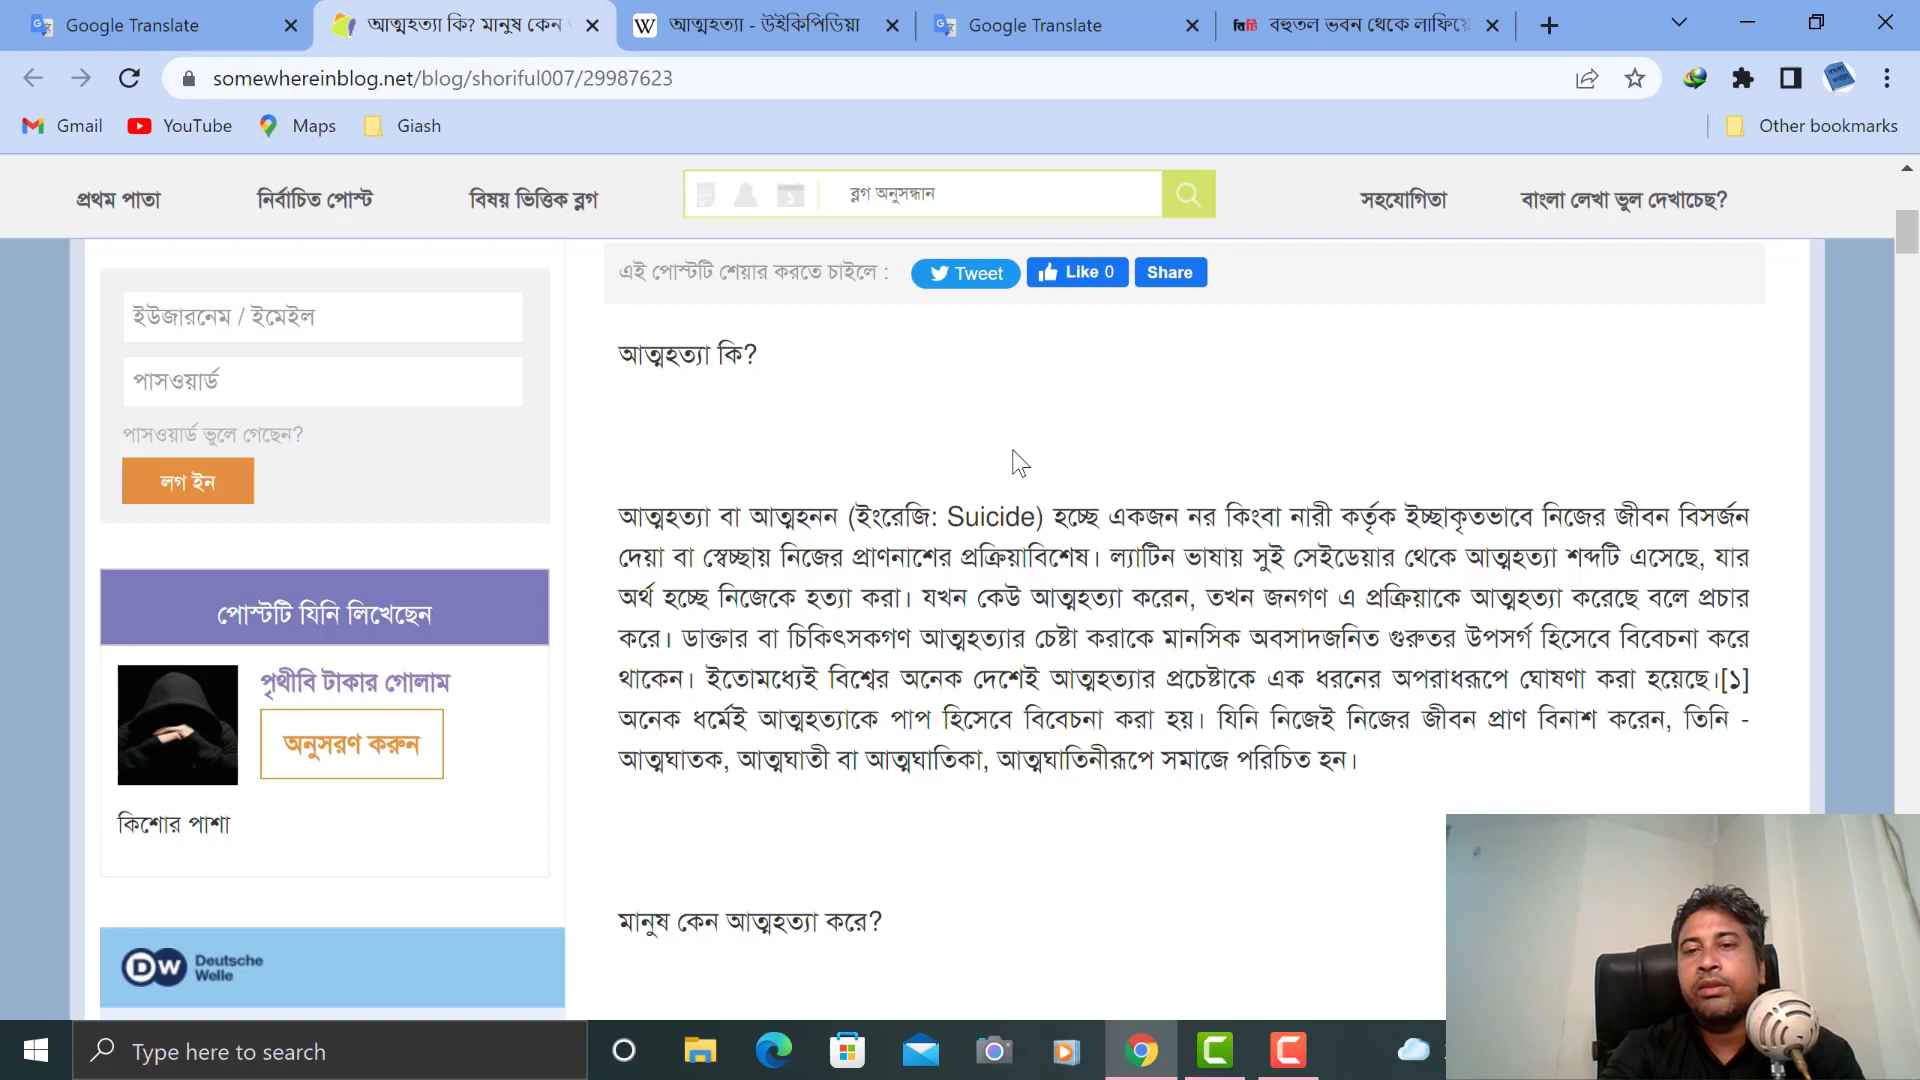 Google Translate
আত্মহত্যা কি? মানুষ কেন
আত্মহত্যা - উইকিপিডিয়া
Google Translate
বহুতল ভবন থেকে লাফিয়ে
somewhereinblog.net/blog/shoriful007/29987623
Gmail
YouTube
Maps
Giash
Other bookmarks
প্রথম পাতা
নির্বাচিত পোস্ট
বিষয় ভিত্তিক ব্লগ
ব্লগ অনুসন্ধান
সহযোগিতা
বাংলা লেখা ভুল দেখাচেছ?
ইউজারনেম / ইমেইল
পাসওয়ার্ড
পাসওয়ার্ড ভুলে গেছেন?
লগ ইন
পোস্টটি যিনি লিখেছেন
পৃথীবি টাকার গোলাম
অনুসরণ করুন
কিশোর পাশা
DW Deutsche
Welle
এই পোস্টটি শেয়ার করতে চাইলে :
Tweet
Like 0
Share
আত্মহত্যা কি?
আত্মহত্যা বা আত্মহনন (ইংরেজি: Suicide) হচ্ছে একজন নর কিংবা নারী কর্তৃক ইচ্ছাকৃতভাবে নিজের জীবন বিসর্জন
দেয়া বা স্বেচ্ছায় নিজের প্রাণনাশের প্রক্রিয়াবিশেষ। ল্যাটিন ভাষায় সুই সেইডেয়ার থেকে আত্মহত্যা শব্দটি এসেছে, যার
অর্থ হচ্ছে নিজেকে হত্যা করা। যখন কেউ আত্মহত্যা করেন, তখন জনগণ এ প্রক্রিয়াকে আত্মহত্যা করেছে বলে প্রচার
করে। ডাক্তার বা চিকিৎসকগণ আত্মহত্যার চেষ্টা করাকে মানসিক অবসাদজনিত গুরুতর উপসর্গ হিসেবে বিবেচনা করে
থাকেন। ইতোমধ্যেই বিশ্বের অনেক দেশেই আত্মহত্যার প্রচেষ্টাকে এক ধরনের অপরাধরূপে ঘোষণা করা হয়েছে।[১]
অনেক ধর্মেই আত্মহত্যাকে পাপ হিসেবে বিবেচনা করা হয়। যিনি নিজেই নিজের জীবন প্রাণ বিনাশ করেন, তিনি -
আত্মঘাতক, আত্মঘাতী বা আত্মঘাতিকা, আত্মঘাতিনীরূপে সমাজে পরিচিত হন।
মানুষ কেন আত্মহত্যা করে?
Type here to search